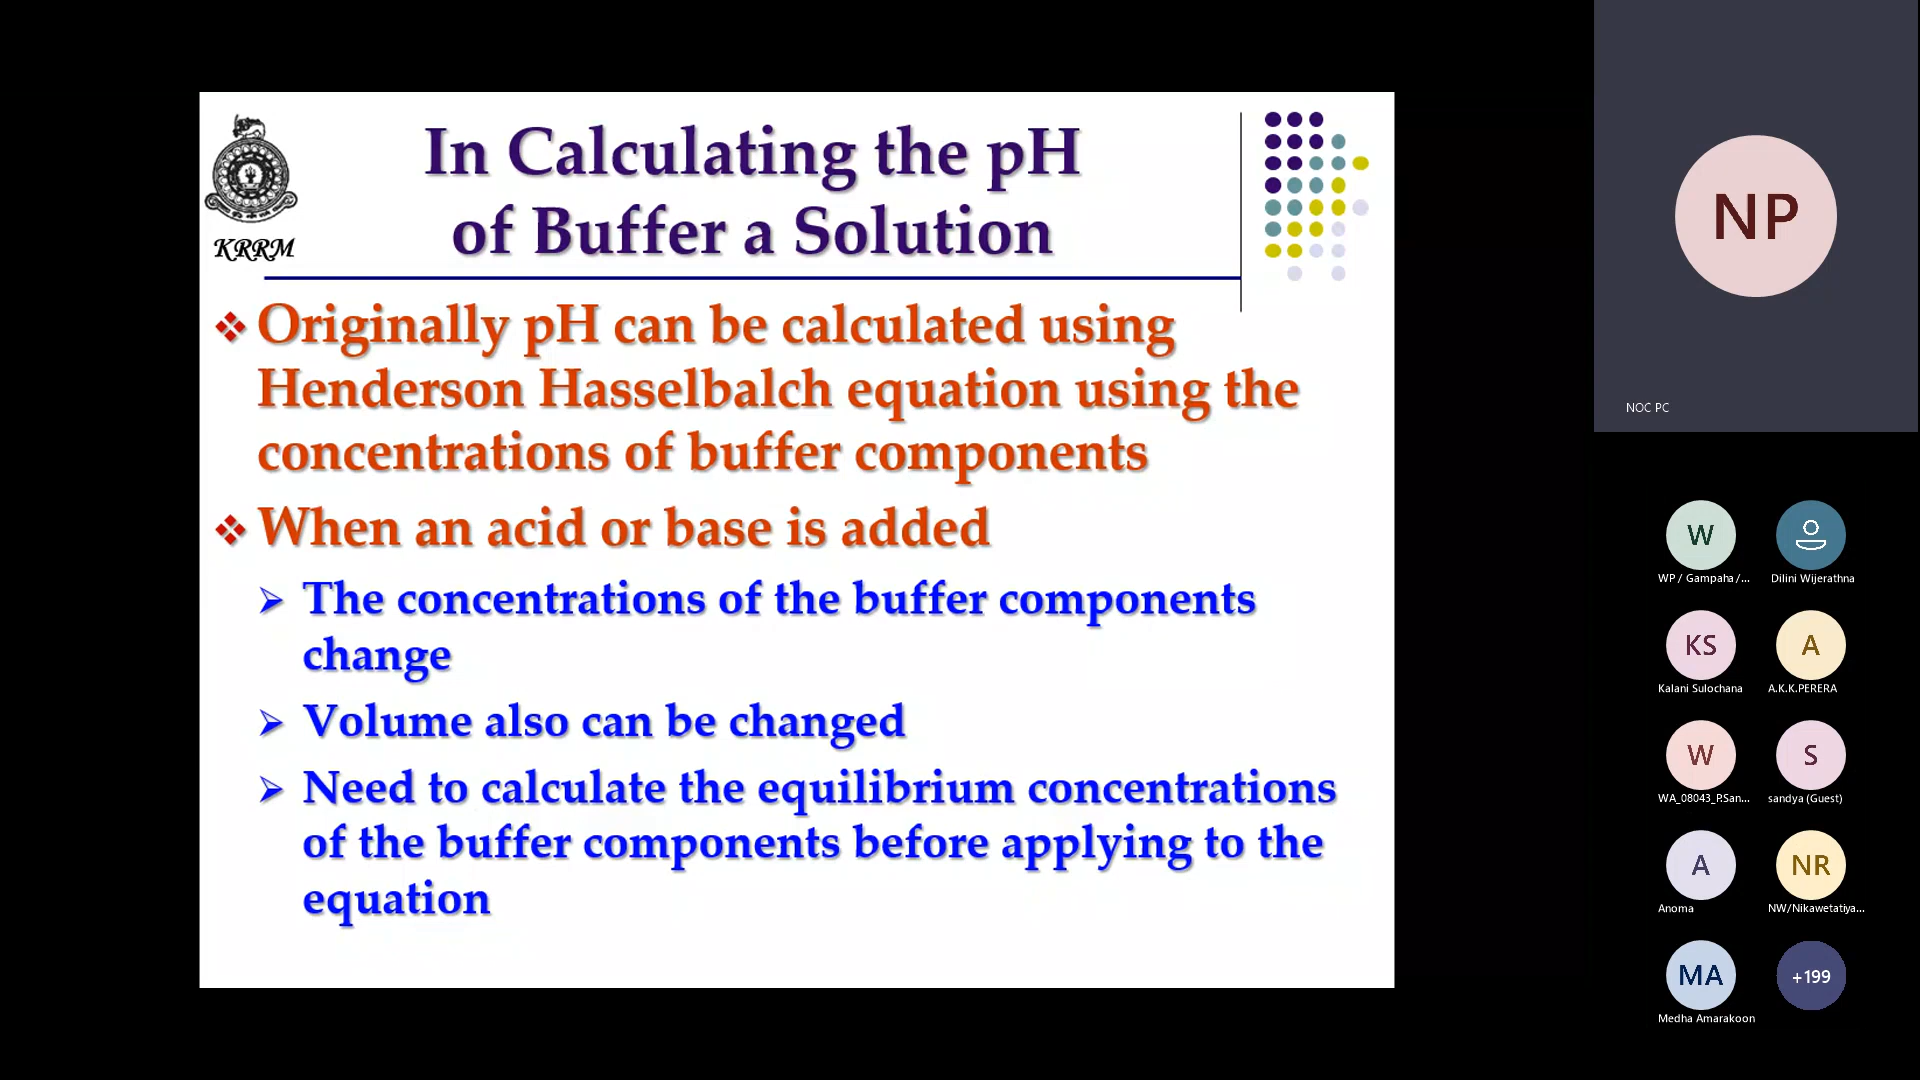 In Calculating the pH
of Buffer a Solution
KRRM
Originally pH can be calculated using
Henderson Hasselbalch equation using the
concentrations of buffer components
When an acid or base is added
The concentrations of the buffer components
change
Volume also can be changed
Need to calculate the equilibrium concentrations
of the buffer components before applying to the
equation
NP
NOC PC
W
WP / Gampaha /...
Dilini Wijerathna
KS
Kalani Sulochana
A
A.K.K.PERERA
W
WA_08043_P.San...
S
sandya (Guest)
A
Anoma
NR
NW/Nikawetatiya...
MA
Medha Amarakoon
+199